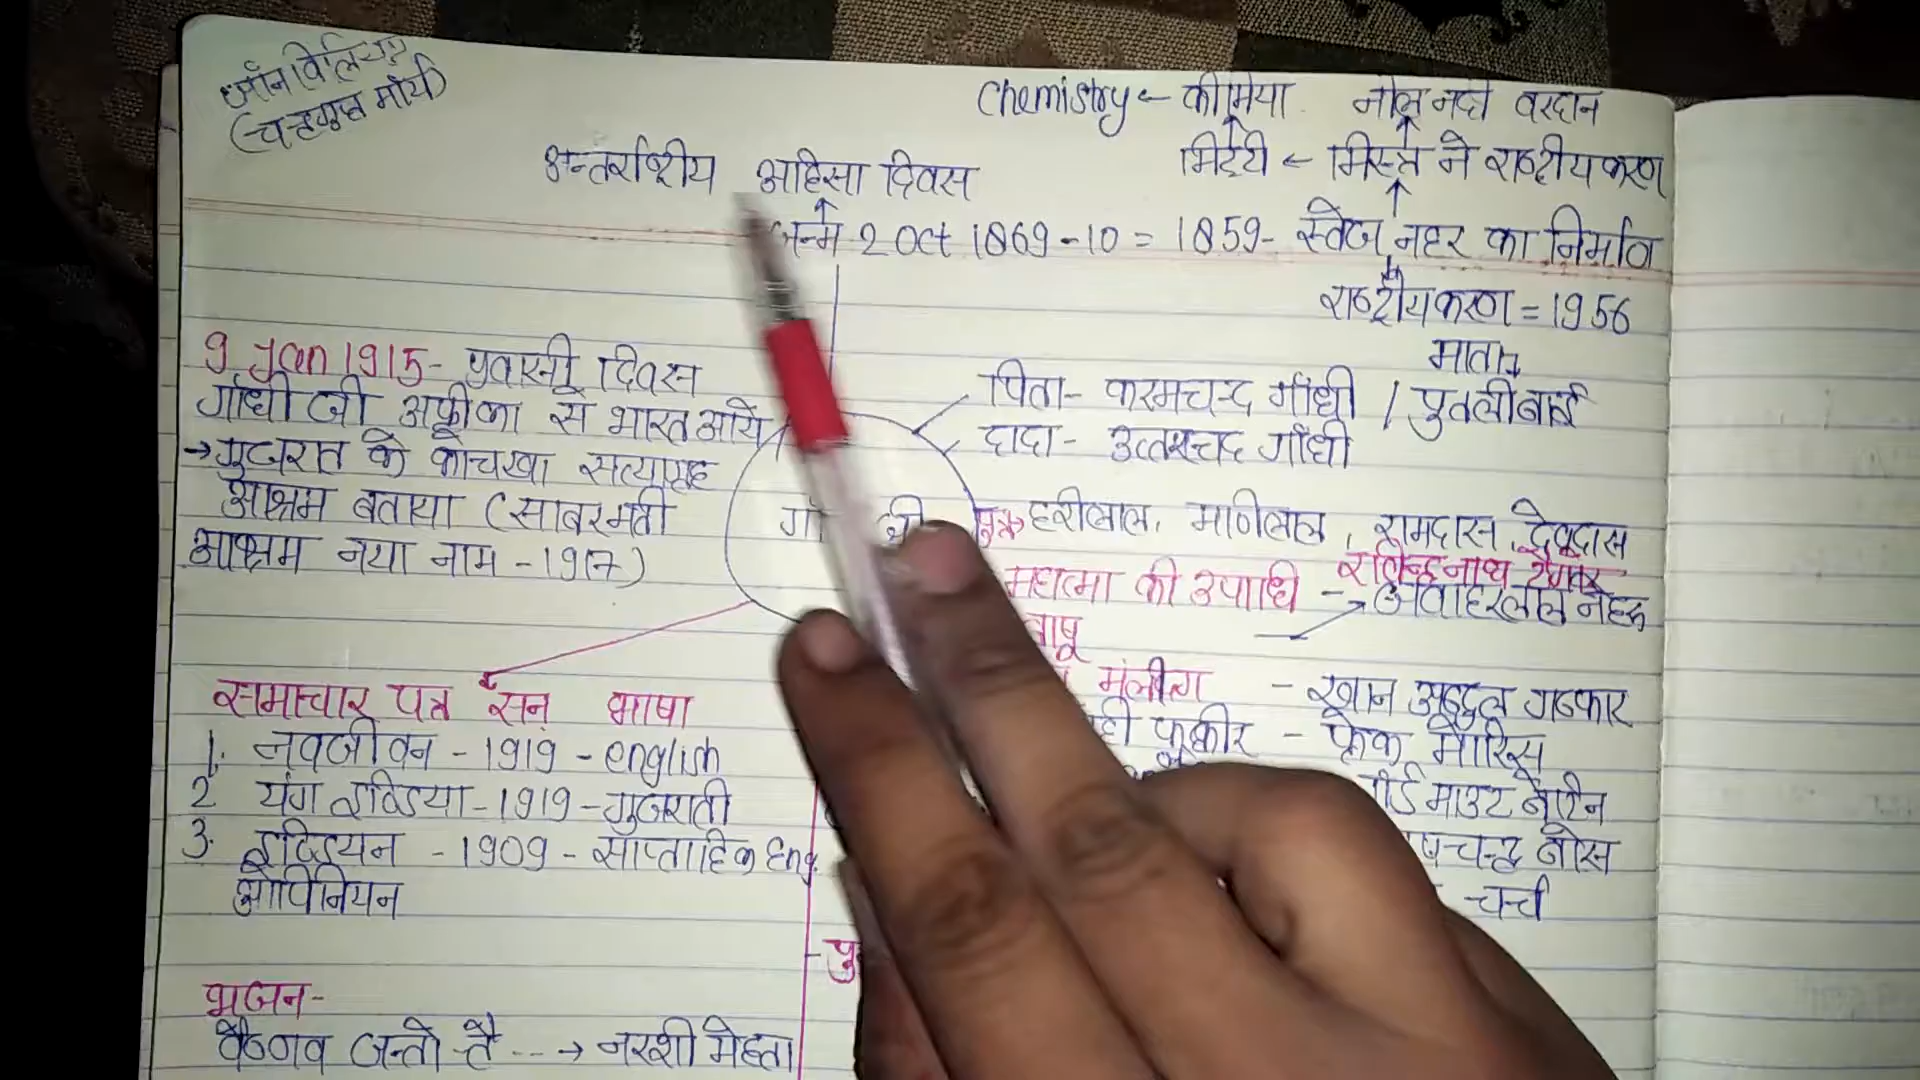 जॉन विलियम
(चन्द्रगुप्त मौर्य)
Chemistry ← कीमिया नील नदी वरदान
अन्तर्राष्ट्रीय अहिंसा दिवस
मिट्टी ← मिस्त्र ने राष्ट्रीयकरण
जन्म 2 Oct 1869-10 = 1859- स्वेज नहर का निर्माण
राष्ट्रीयकरण = 1956
माता
पिता- करमचन्द गाँधी / पुतलीबाई
दादा- उत्तमचन्द गाँधी
9 Jan 1915- प्रवासी दिवस
गाँधी जी अफ्रीका से भारत आये
→ गुजरात के कोचरबा सत्याग्रह
आश्रम बताया (साबरमती
आश्रम नया नाम - 1917)
जी
पुत्र→ हरीलाल, मणिलाल, रामदास, देवदास
महात्मा की उपाधि - रविन्द्रनाथ टैगोर
बापू → जवाहरलाल नेहरू
- खान अब्दुल गफ्फार
फकीर - फ्रेंक मॉरिस
माउट बेटन
चन्द्र बोस
- चर्च
समाचार पत्र सन् भाषा
1. नवजीवन - 1919 - english
2 यंग इण्डिया - 1919 - गुजराती
3. इण्डियन - 1909 - साप्ताहिक Eng.
ओपिनियन
भजन-
वैष्णव जन्तो तै --- → नरशी मेहता